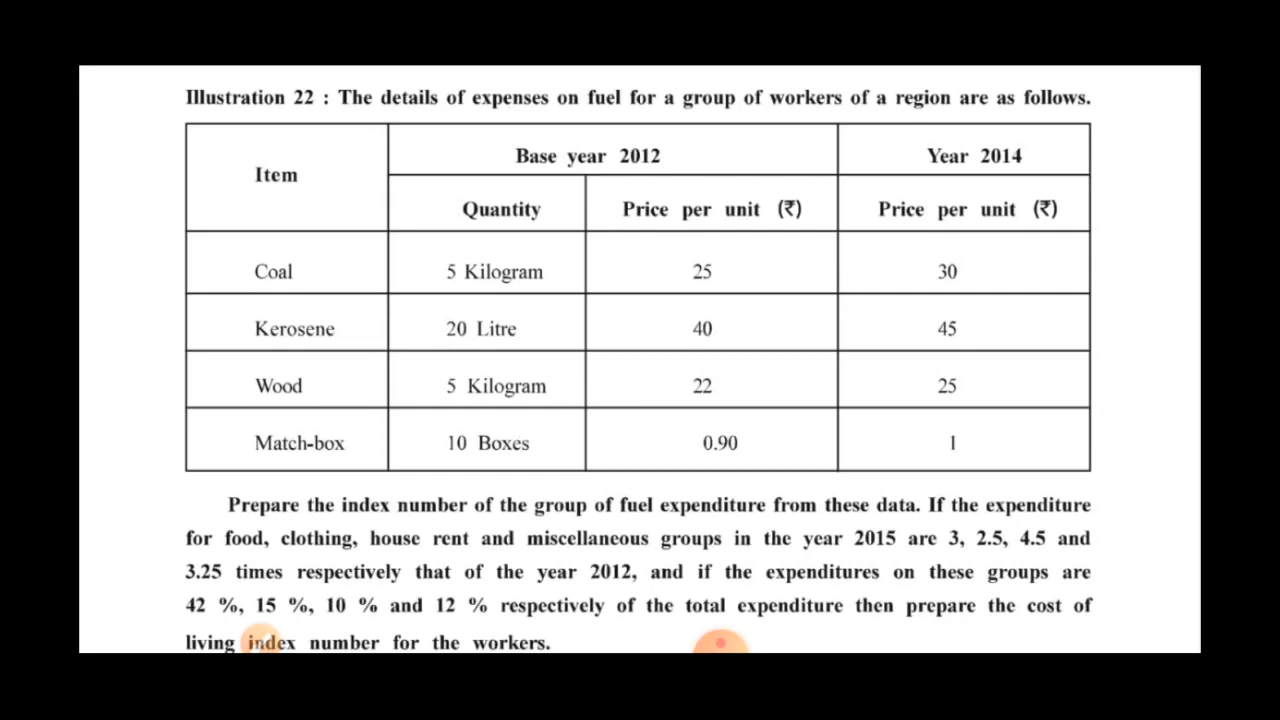 Illustration 22 : The details of expenses on fuel for a group of workers of a region are as follows.
Item
Base year 2012
Year 2014
Quantity
Price per unit (₹)
Price per unit (₹)
Coal 5 Kilogram 25 30
Kerosene 20 Litre 40 45
Wood 5 Kilogram 22 25
Match-box 10 Boxes 0.90 1
Prepare the index number of the group of fuel expenditure from these data. If the expenditure
for food, clothing, house rent and miscellaneous groups in the year 2015 are 3, 2.5, 4.5 and
3.25 times respectively that of the year 2012, and if the expenditures on these groups are
42 %, 15 %, 10 % and 12 % respectively of the total expenditure then prepare the cost of
living index number for the workers.